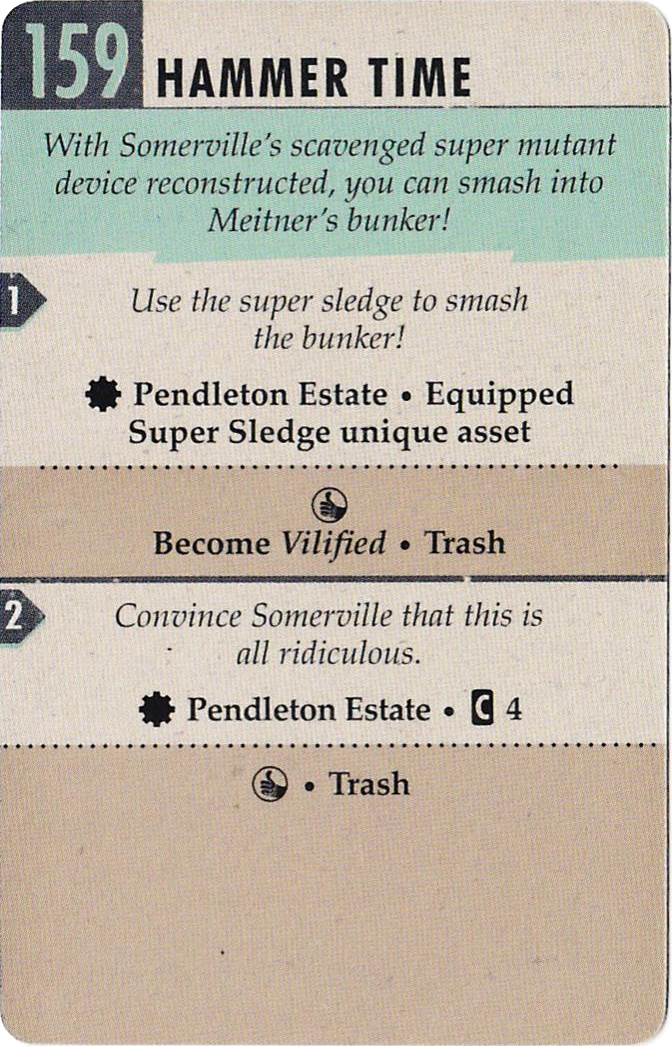 159 HAMMER TIME
With Somerville's scavenged super mutant
device reconstructed, you can smash into
Meitner's bunker!
1
Use the super sledge to smash
the bunker!
Pendleton Estate • Equipped
Super Sledge unique asset
Become Vilified • Trash
2
Convince Somerville that this is
all ridiculous.
Pendleton Estate • C 4
• Trash